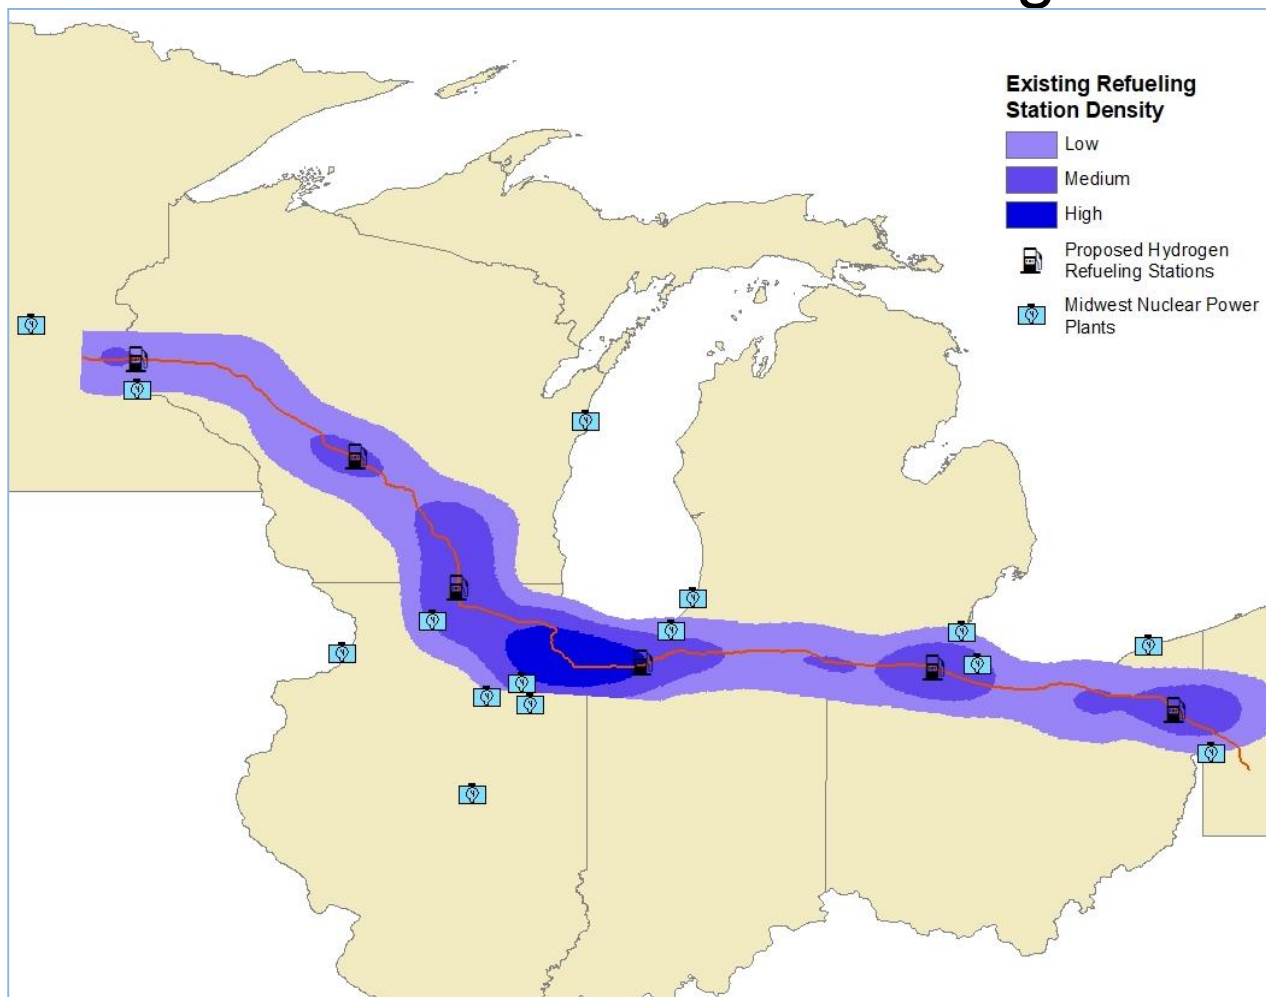 Existing Refueling
Station Density
Low
Medium
High
Proposed Hydrogen
Refueling Stations
Midwest Nuclear Power
Plants